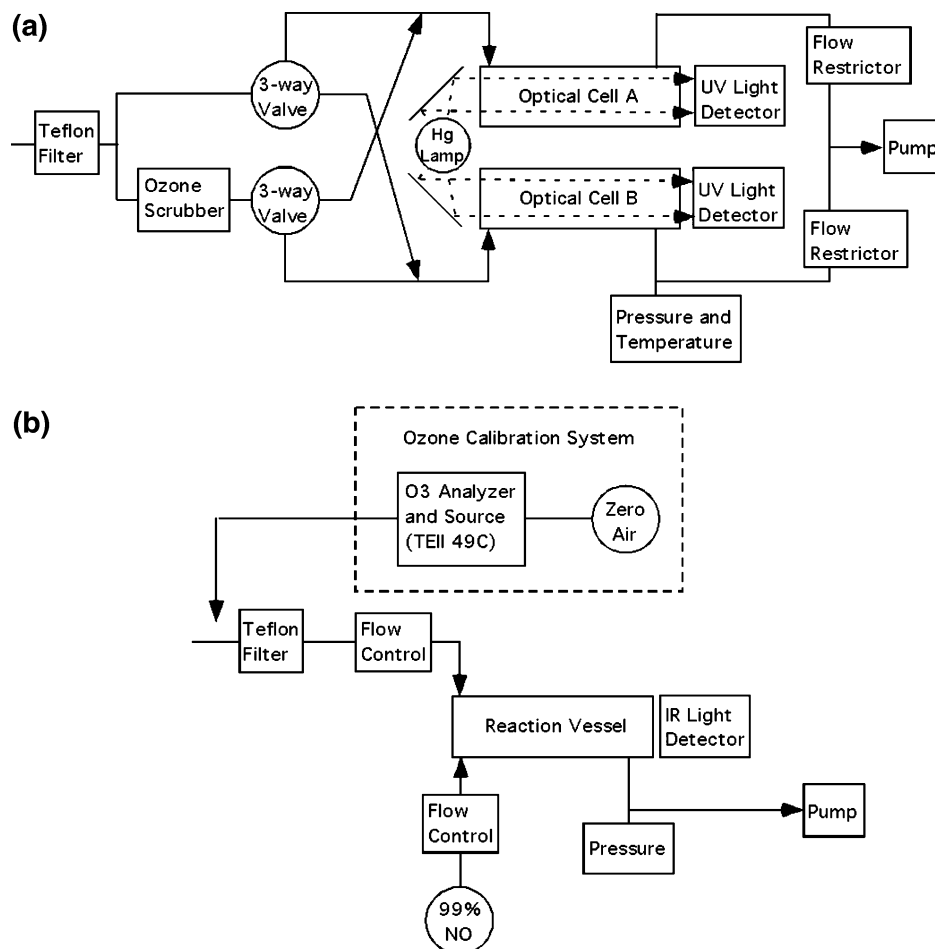 (a)
3-way
Valve
Teflon
Filter
Ozone
Scrubber
3-way
Valve
Hg
Lamp
Optical Cell A
UV Light
Detector
Optical Cell B
UV Light
Detector
Flow
Restrictor
Pump
Flow
Restrictor
Pressure and
Temperature
(b)
Ozone Calibration System
O3 Analyzer
and Source
(TEII 49C)
Zero
Air
Teflon
Filter
Flow
Control
Reaction Vessel
IR Light
Detector
Flow
Control
Pressure
Pump
99%
NO